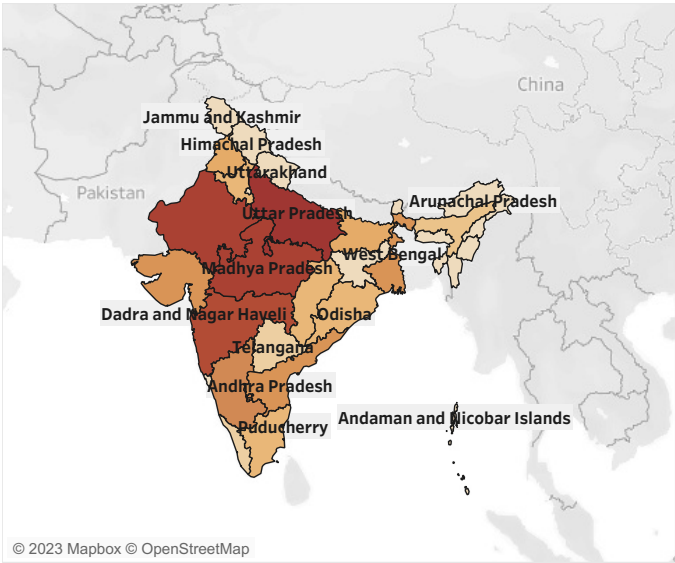 China
Jammu and Kashmir
Himachal Pradesh
Uttarakhand
Pakistan
Arunachal Pradesh
Uttar Pradesh
West Bengal
Madhya Pradesh
Dadra and Nagar Haveli
Odisha
Telangana
Andhra Pradesh
Andaman and Nicobar Islands
Puducherry
© 2023 Mapbox © OpenStreetMap